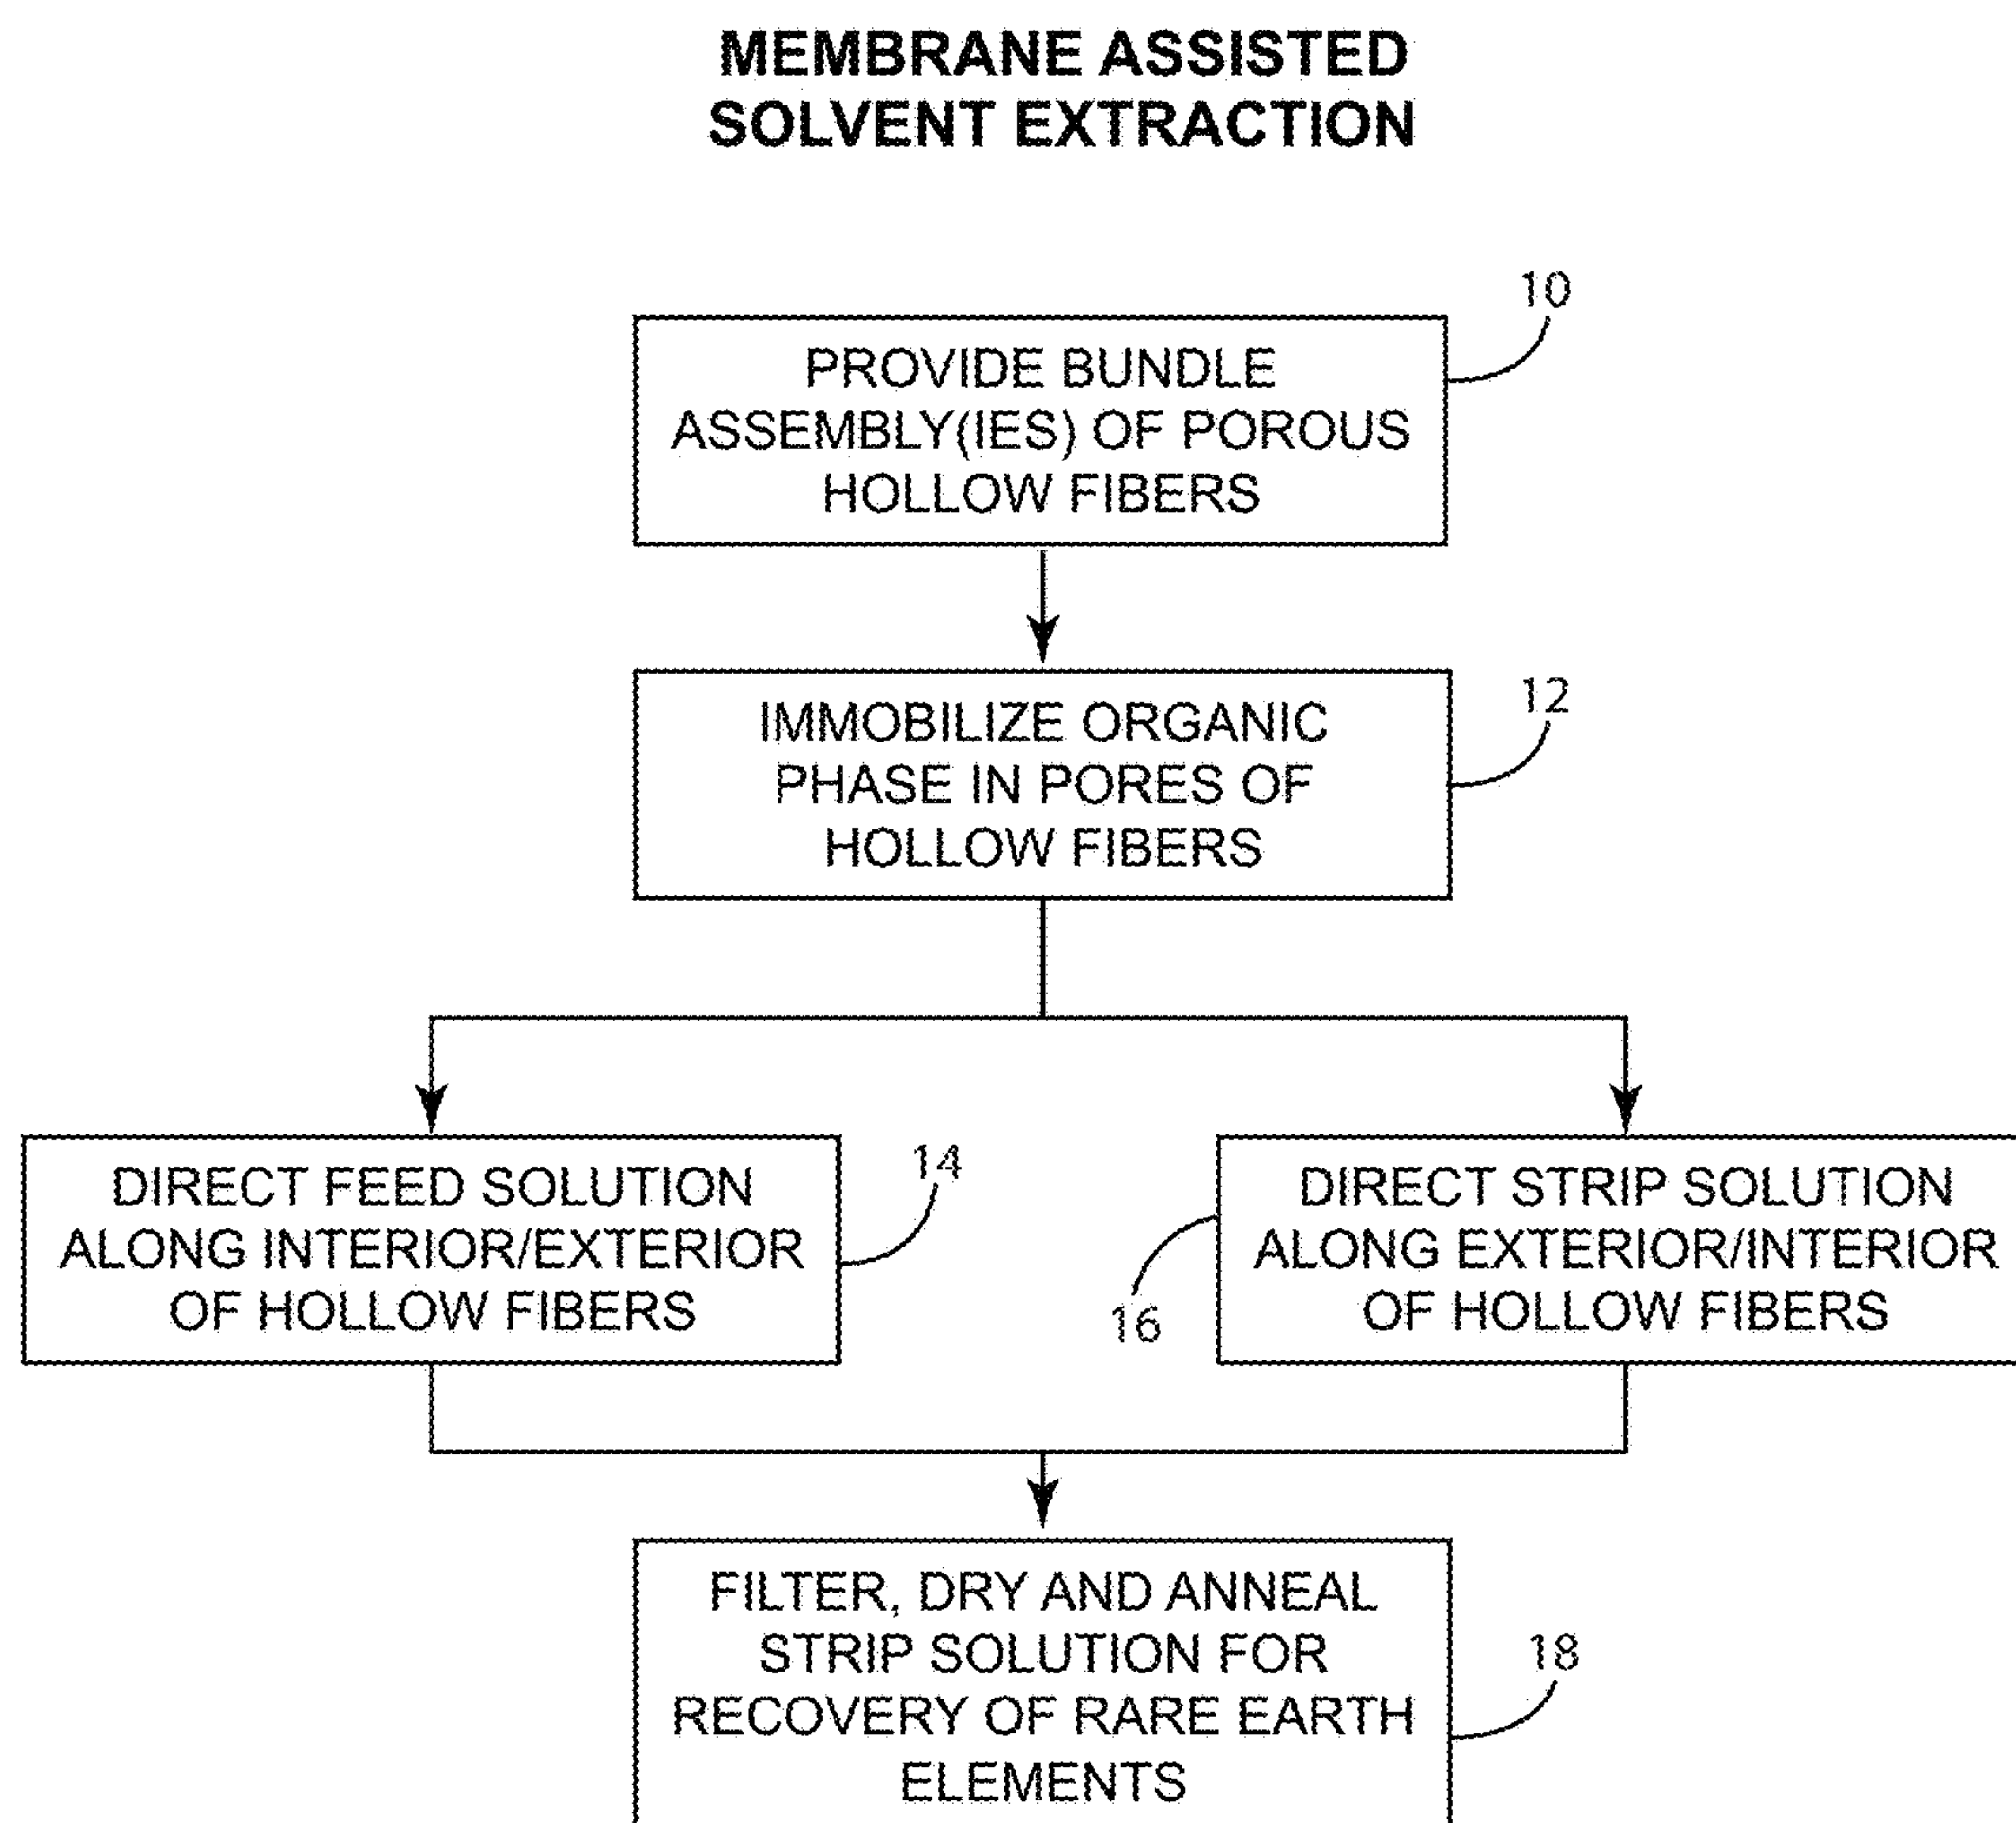 MEMBRANE ASSISTED
SOLVENT EXTRACTION
10
PROVIDE BUNDLE
ASSEMBLY(IES) OF POROUS
HOLLOW FIBERS
12
IMMOBILIZE ORGANIC
PHASE IN PORES OF
HOLLOW FIBERS
14
DIRECT FEED SOLUTION
ALONG INTERIOR/EXTERIOR
OF HOLLOW FIBERS
DIRECT STRIP SOLUTION
ALONG EXTERIOR/INTERIOR
OF HOLLOW FIBERS
16
FILTER, DRY AND ANNEAL
STRIP SOLUTION FOR
RECOVERY OF RARE EARTH
ELEMENTS
18